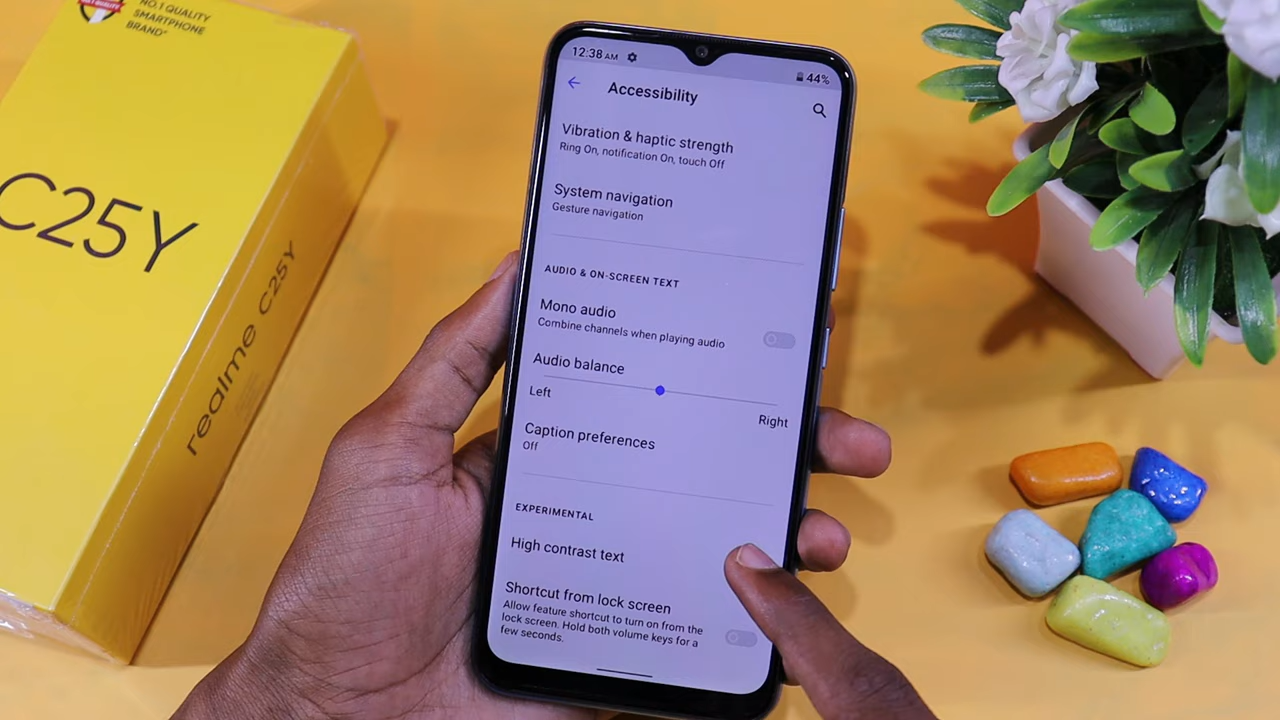 NO.1 QUALITY
SMARTPHONE
BRAND*
C25Y
realme C25Y
12:38 AM
44%
Accessibility
Vibration & haptic strength
Ring On, notification On, touch Off
System navigation
Gesture navigation
AUDIO & ON-SCREEN TEXT
Mono audio
Combine channels when playing audio
Audio balance
Left
Right
Caption preferences
Off
EXPERIMENTAL
High contrast text
Shortcut from lock screen
Allow feature shortcut to turn on from the
lock screen. Hold both volume keys for a
few seconds.